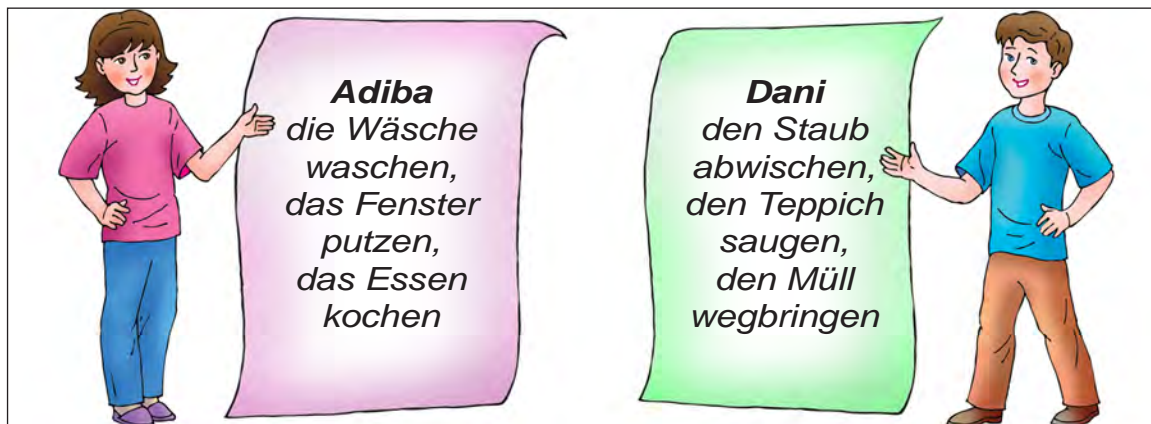 Adiba
die Wäsche
waschen,
das Fenster
putzen,
das Essen
kochen
Dani
den Staub
abwischen,
den Teppich
saugen,
den Müll
wegbringen